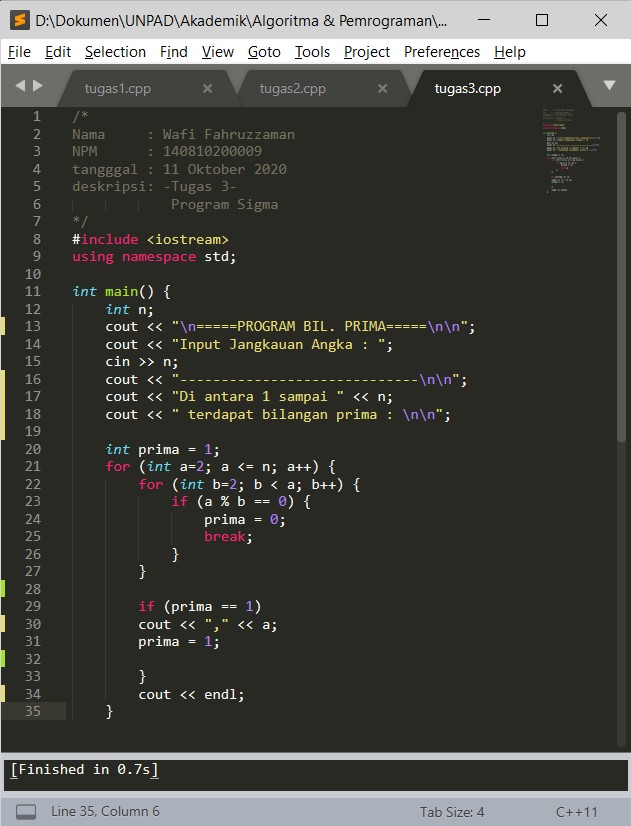 D:\Dokumen\UNPAD\Akademik\Algoritma & Pemrograman\...
File Edit Selection Find View Goto Tools Project Preferences Help
tugas1.cpp tugas2.cpp tugas3.cpp
1 /*
2 Nama     : Wafi Fahruzzaman
3 NPM      : 140810200009
4 tangggal : 11 Oktober 2020
5 deskripsi: -Tugas 3-
6             Program Sigma
7 */
8 #include <iostream>
9 using namespace std;
10
11 int main() {
12     int n;
13     cout << "\n=====PROGRAM BIL. PRIMA=====\n\n";
14     cout << "Input Jangkauan Angka : ";
15     cin >> n;
16     cout << "-----------------------------\n\n";
17     cout << "Di antara 1 sampai " << n;
18     cout << " terdapat bilangan prima : \n\n";
19
20     int prima = 1;
21     for (int a=2; a <= n; a++) {
22         for (int b=2; b < a; b++) {
23             if (a % b == 0) {
24                 prima = 0;
25                 break;
26             }
27         }
28
29         if (prima == 1)
30         cout << "," << a;
31         prima = 1;
32
33         }
34         cout << endl;
35     }
[Finished in 0.7s]
Line 35, Column 6 Tab Size: 4 C++11